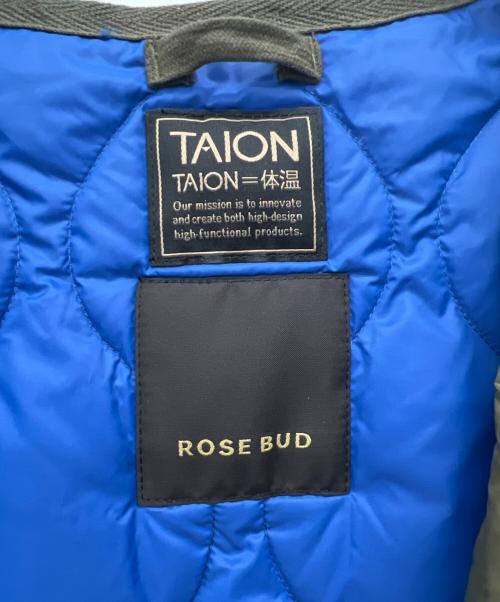 TAION
TAION=体温
Our mission is to innovate
and create both high-design
high-functional products.
ROSE BUD